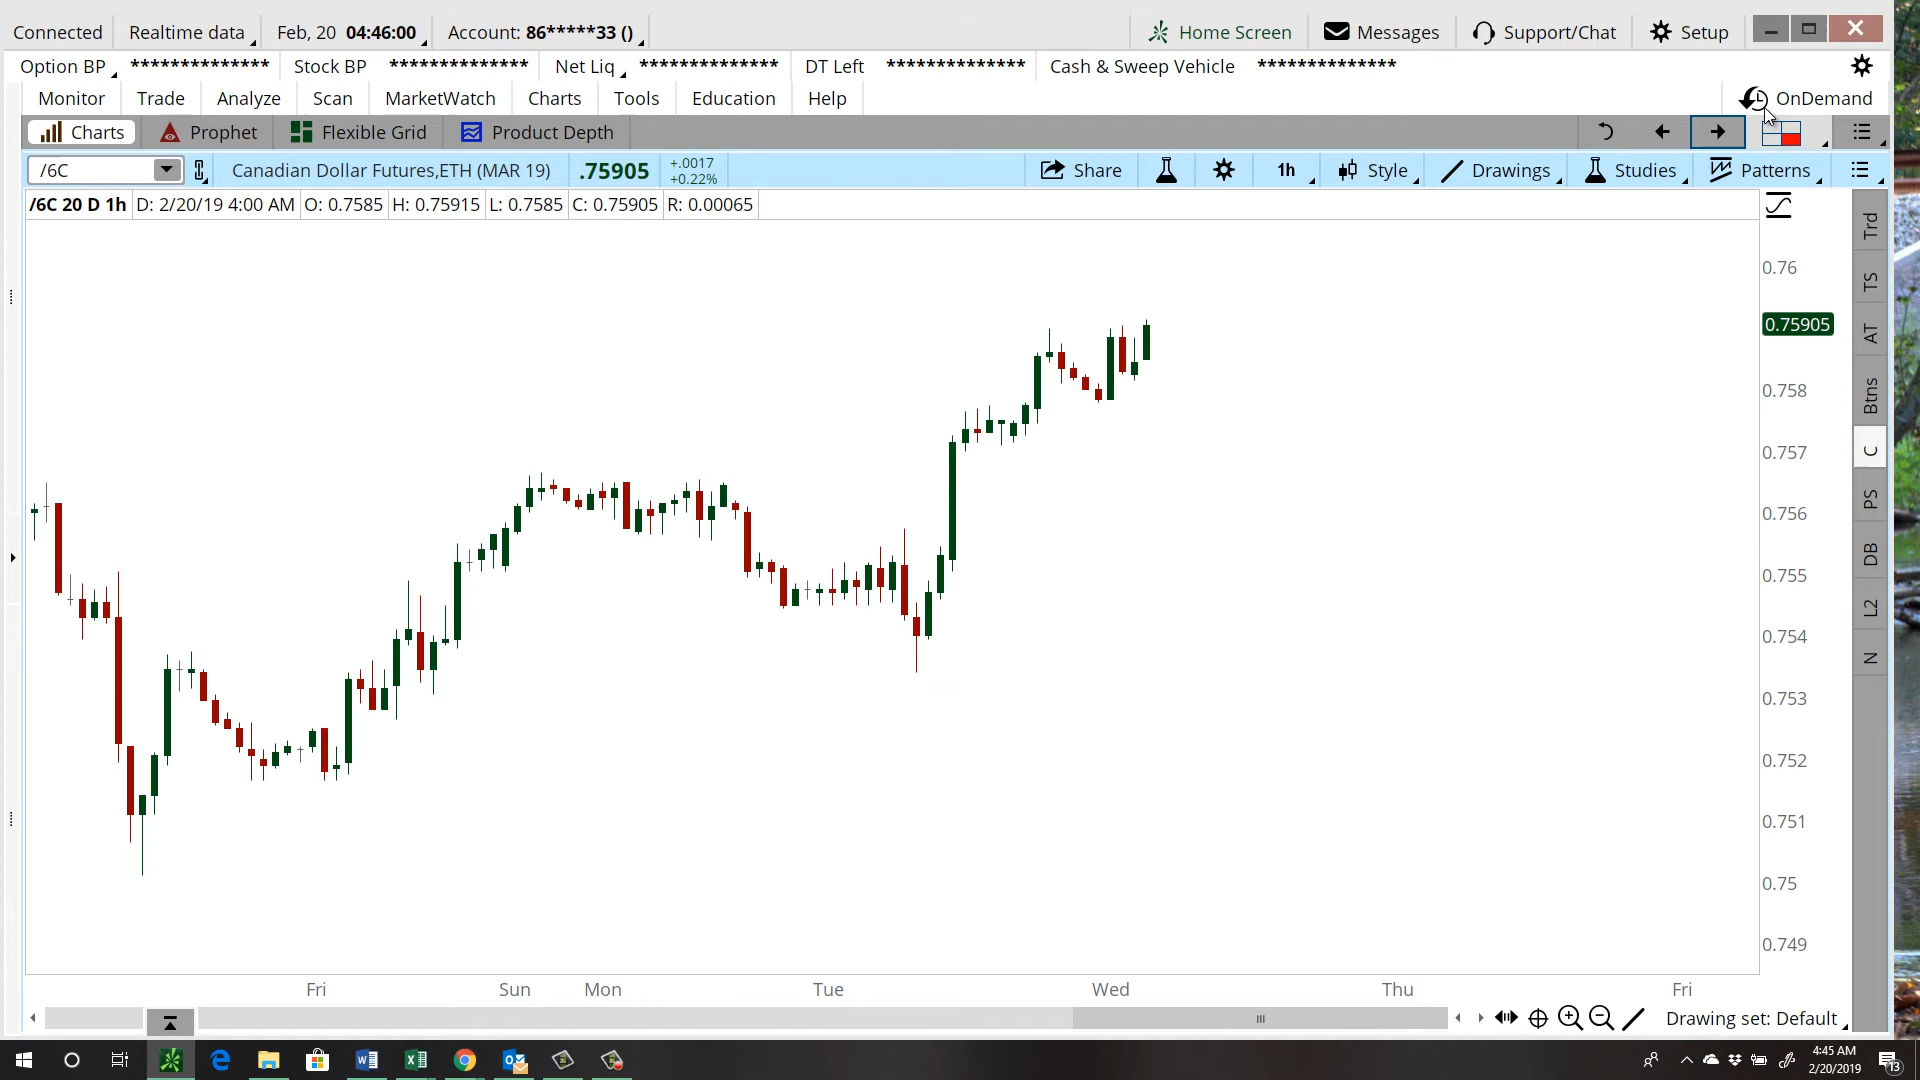 Connected Realtime data Feb, 20 04:46:00 Account: 86*****33 () Home Screen Messages Support/Chat Setup
Option BP ************** Stock BP ************** Net Liq ************** DT Left ************** Cash & Sweep Vehicle **************
Monitor Trade Analyze Scan MarketWatch Charts Tools Education Help OnDemand
Charts Prophet Flexible Grid Product Depth
/6C Canadian Dollar Futures,ETH (MAR 19) .75905 +.0017 +0.22% Share 1h Style Drawings Studies Patterns
/6C 20 D 1h D: 2/20/19 4:00 AM O: 0.7585 H: 0.75915 L: 0.7585 C: 0.75905 R: 0.00065
0.76
0.75905
0.758
0.757
0.756
0.755
0.754
0.753
0.752
0.751
0.75
0.749
Trd
TS
AT
Btns
C
PS
DB
L2
N
Fri Sun Mon Tue Wed Thu Fri
Drawing set: Default
4:45 AM
2/20/2019
13